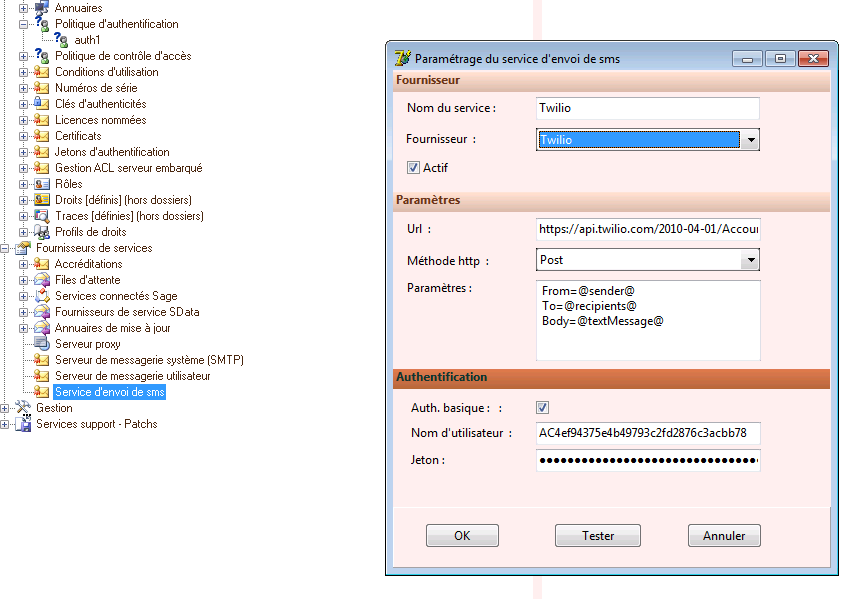 Annuaires
Politique d'authentification
auth1
Politique de contrôle d'accès
Conditions d'utilisation
Numéros de série
Clés d'authenticités
Licences nommées
Certificats
Jetons d'authentification
Gestion ACL serveur embarqué
Rôles
Droits [définis] (hors dossiers)
Traces [définies] (hors dossiers)
Profils de droits
Fournisseurs de services
Accréditations
Files d'attente
Services connectés Sage
Fournisseurs de service SData
Annuaires de mise à jour
Serveur proxy
Serveur de messagerie système (SMTP)
Serveur de messagerie utilisateur
Service d'envoi de sms
Gestion
Services support - Patchs
Paramétrage du service d'envoi de sms
Fournisseur
Nom du service : Twilio
Fournisseur : Twilio
Actif
Paramètres
Url : https://api.twilio.com/2010-04-01/Accour
Méthode http : Post
Paramètres : From=@sender@
To=@recipients@
Body=@textMessage@
Authentification
Auth. basique : :
Nom d'utilisateur : AC4ef94375e4b49793c2fd2876c3acbb78
Jeton :
OK Tester Annuler